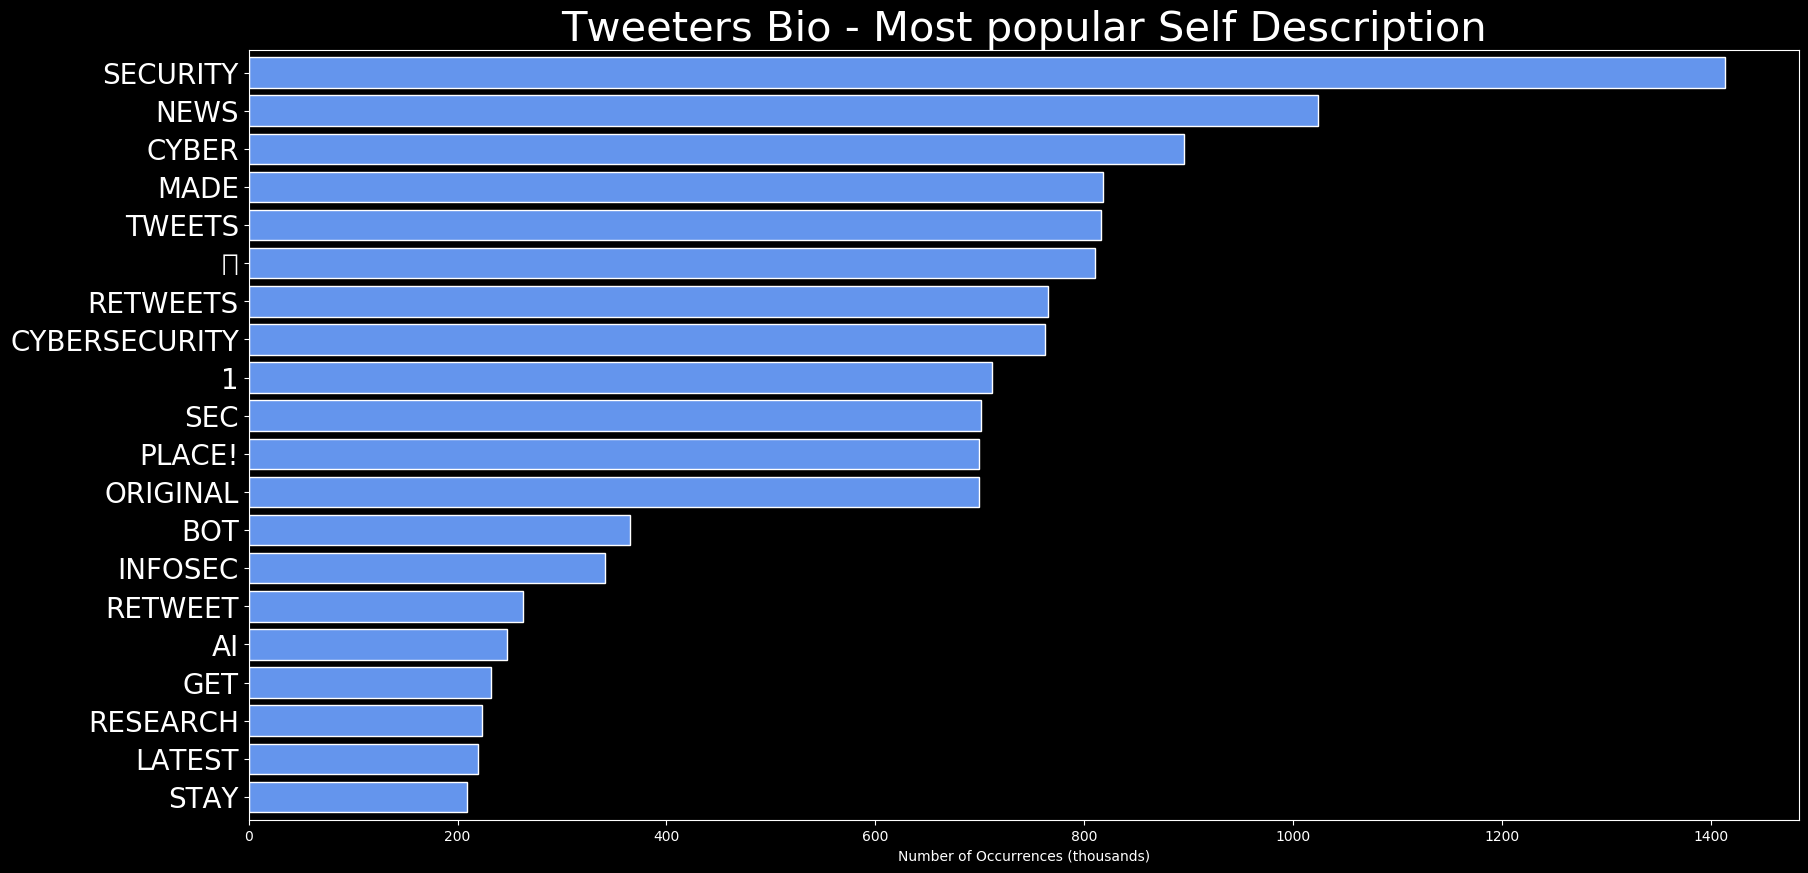 Tweeters Bio - Most popular Self Description
SECURITY
NEWS
CYBER
MADE
TWEETS
RETWEETS
CYBERSECURITY
1
SEC
PLACE!
ORIGINAL
BOT
INFOSEC
RETWEET
AI
GET
RESEARCH
LATEST
STAY
0 200 400 600 800 1000 1200 1400
Number of Occurrences (thousands)